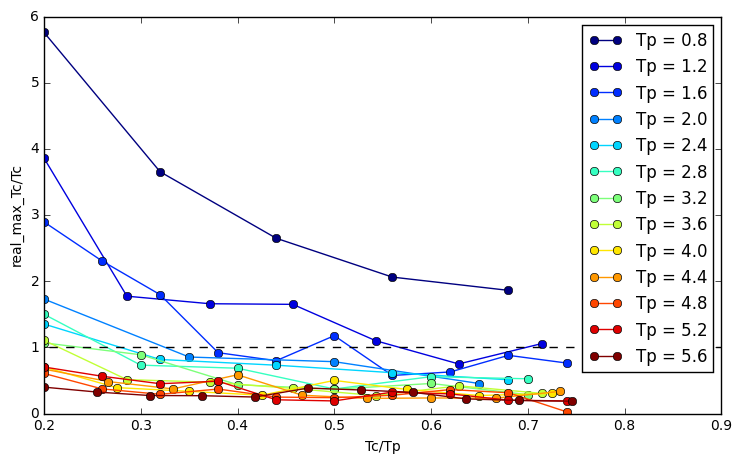 6
5
4
3
2
1
0
real_max_Tc/Tc
0.2 0.3 0.4 0.5 0.6 0.7 0.8 0.9
Tc/Tp
Tp = 0.8
Tp = 1.2
Tp = 1.6
Tp = 2.0
Tp = 2.4
Tp = 2.8
Tp = 3.2
Tp = 3.6
Tp = 4.0
Tp = 4.4
Tp = 4.8
Tp = 5.2
Tp = 5.6